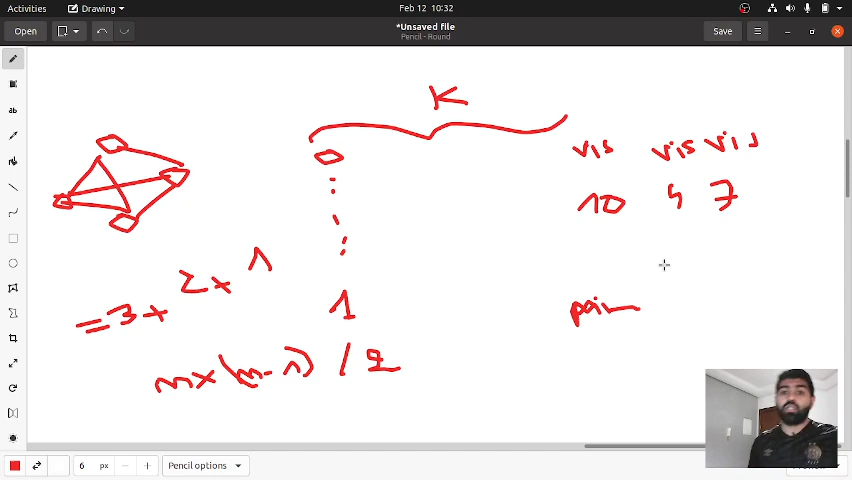 Activities Drawing Feb 12 10:32
Open *Unsaved file Save
Pencil - Round
K
vis vis vis
10 4 7
= 3 x 2 x 1
1
pair
n x (n - 1) / 2
6 px Pencil options